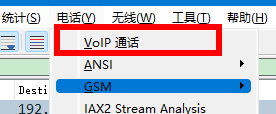 统计(S) 电话(Y) 无线(W) 工具(T) 帮助(H)
VoIP 通话
ANSI
GSM
Desti
192.
IAX2 Stream Analysis